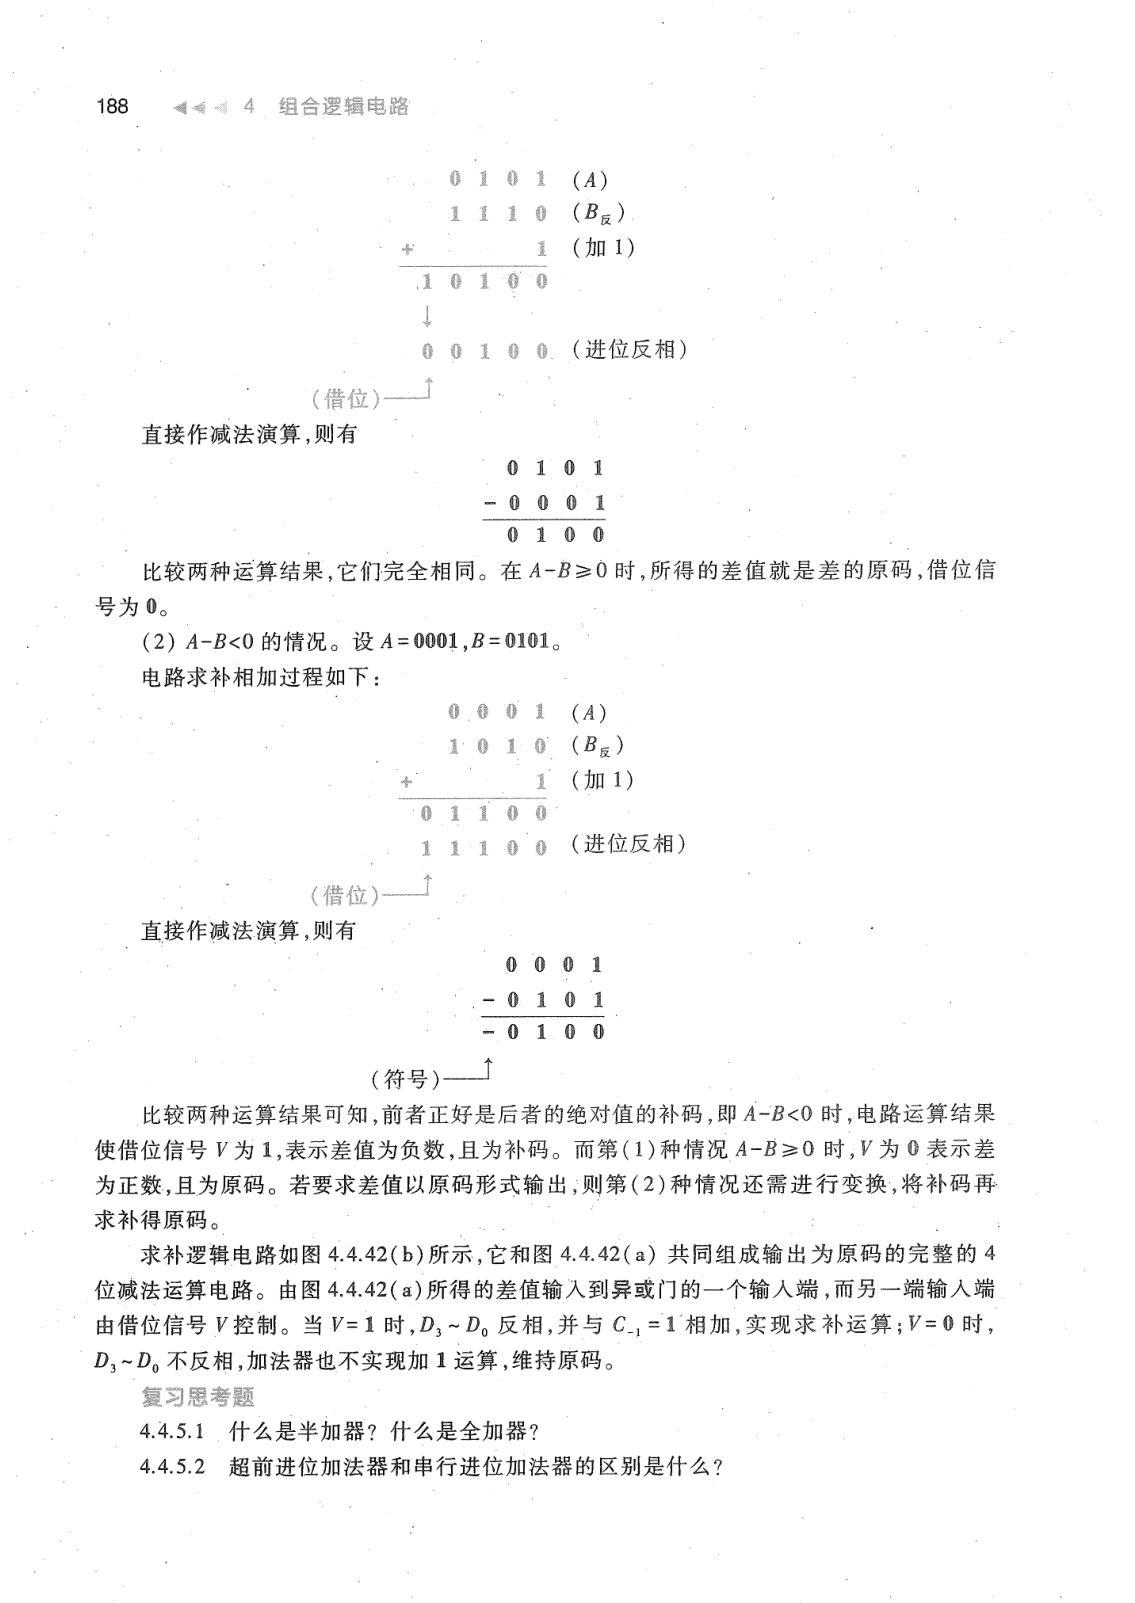 188 4 组合逻辑电路
0 1 0 1 (A)
1 1 1 0 (B反)
+ 1 (加 1)
1 0 1 0 0
↓
0 0 1 0 0 (进位反相)
(借位)
直接作减法演算,则有
0 1 0 1
- 0 0 0 1
0 1 0 0
比较两种运算结果,它们完全相同。在 A-B≥0 时,所得的差值就是差的原码,借位信
号为 0。
(2) A-B<0 的情况。设 A=0001,B=0101。
电路求补相加过程如下:
0 0 0 1 (A)
1 0 1 0 (B反)
+ 1 (加 1)
0 1 1 0 0
1 1 1 0 0 (进位反相)
(借位)
直接作减法演算,则有
0 0 0 1
- 0 1 0 1
- 0 1 0 0
(符号)
比较两种运算结果可知,前者正好是后者的绝对值的补码,即 A-B<0 时,电路运算结果
使借位信号 V 为 1,表示差值为负数,且为补码。而第(1)种情况 A-B≥0 时,V 为 0 表示差
为正数,且为原码。若要求差值以原码形式输出,则第(2)种情况还需进行变换,将补码再
求补得原码。
求补逻辑电路如图 4.4.42(b)所示,它和图 4.4.42(a) 共同组成输出为原码的完整的 4
位减法运算电路。由图 4.4.42(a)所得的差值输入到异或门的一个输入端,而另一端输入端
由借位信号 V 控制。当 V=1 时,D₃~D₀ 反相,并与 C₋₁=1 相加,实现求补运算;V=0 时,
D₃~D₀ 不反相,加法器也不实现加 1 运算,维持原码。
复习思考题
4.4.5.1 什么是半加器? 什么是全加器?
4.4.5.2 超前进位加法器和串行进位加法器的区别是什么?